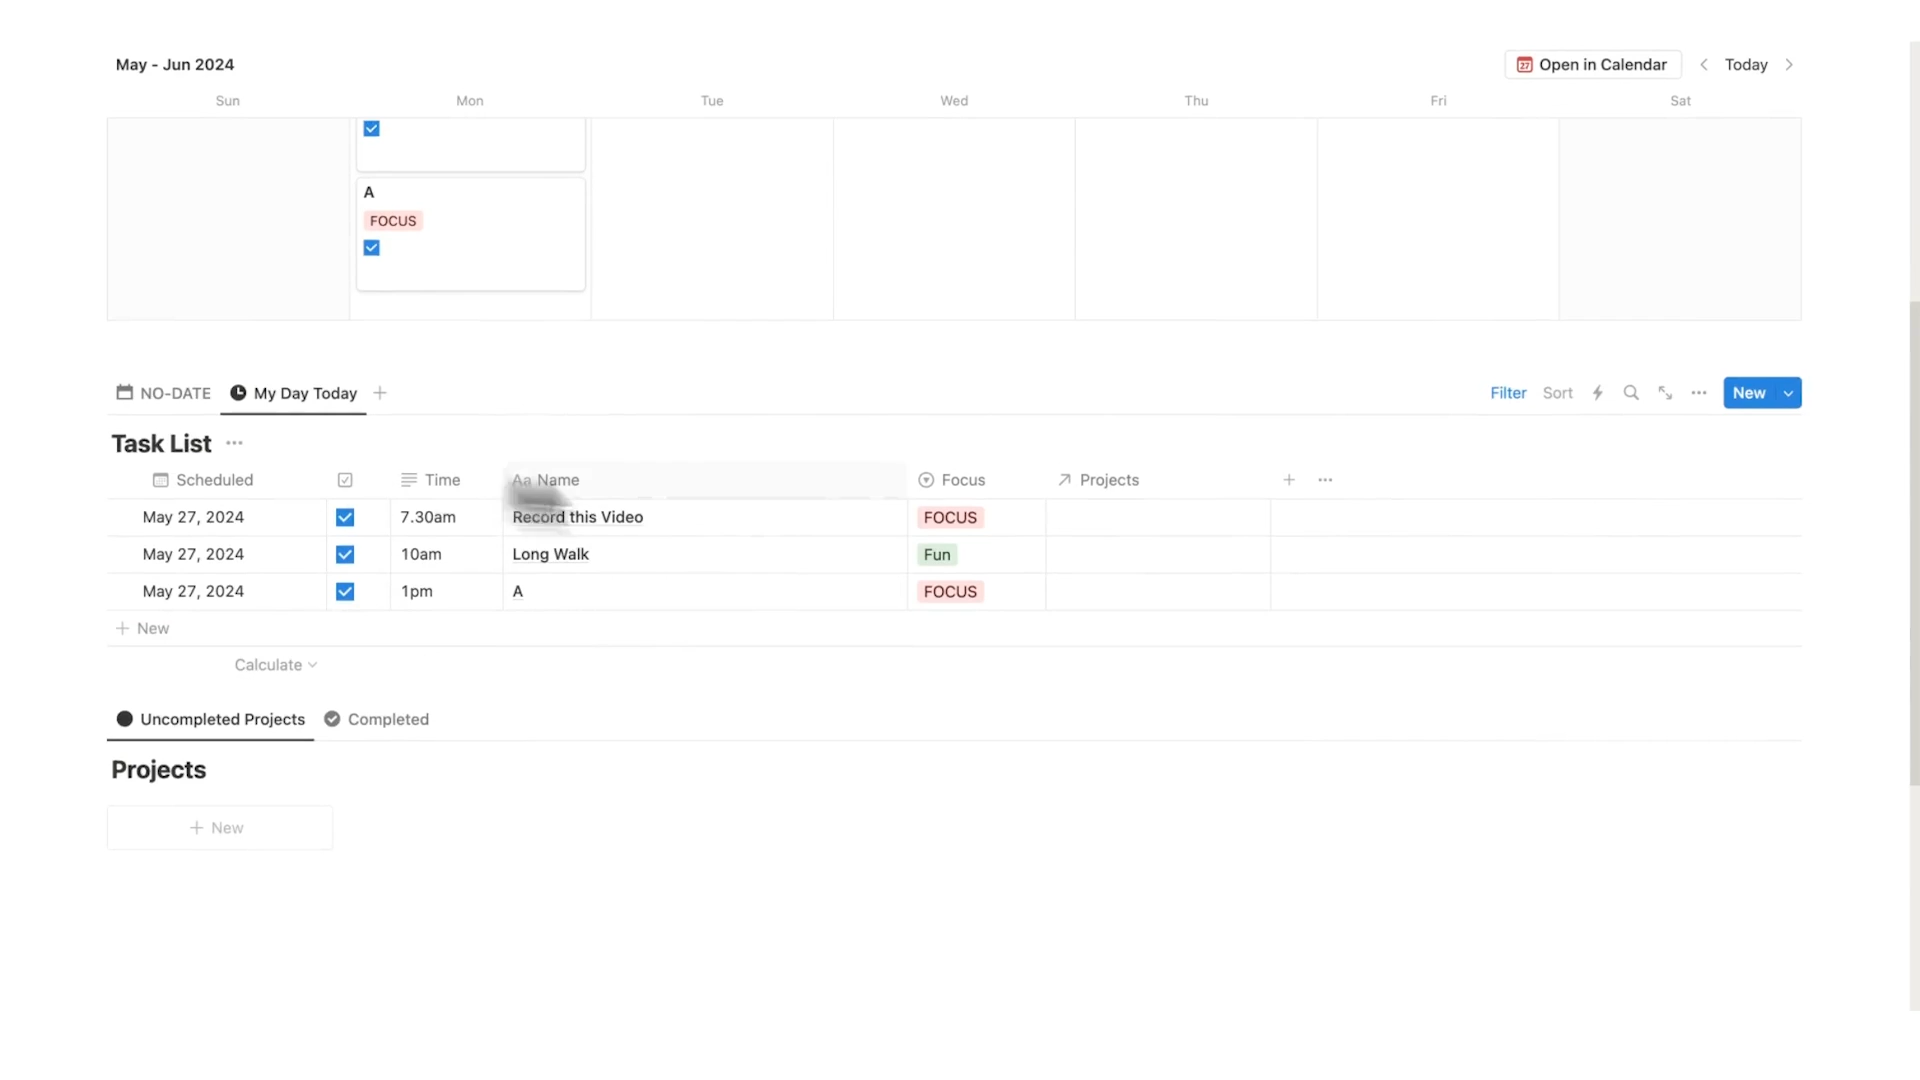 May - Jun 2024 27 Open in Calendar Today
Sun Mon Tue Wed Thu Fri Sat
A
FOCUS
NO-DATE My Day Today Filter Sort New
Task List
Scheduled Time Aa Name Focus Projects
May 27, 2024 7.30am Record this Video FOCUS
May 27, 2024 10am Long Walk Fun
May 27, 2024 1pm A FOCUS
New
Calculate
Uncompleted Projects Completed
Projects
New